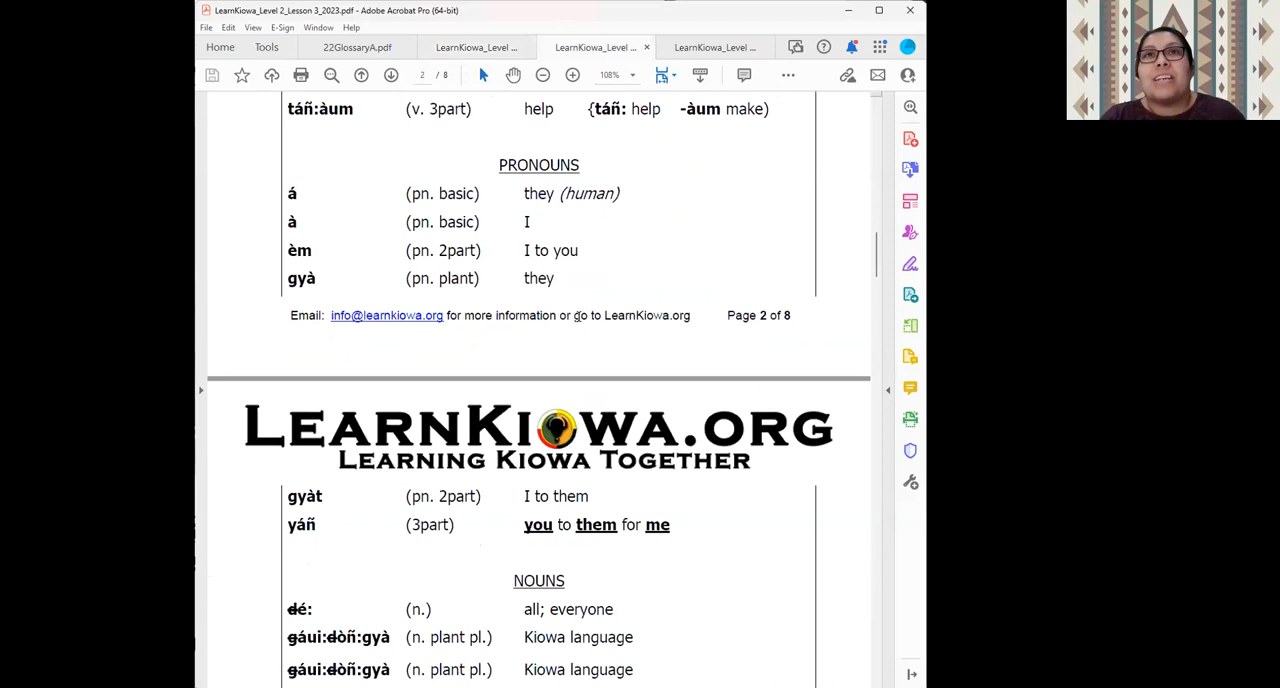 LearnKiowa_Level 2_Lesson 3_2023.pdf - Adobe Acrobat Pro (64-bit)
File Edit View E-Sign Window Help
Home Tools 22GlossaryA.pdf LearnKiowa_Level ... LearnKiowa_Level ... × LearnKiowa_Level ...
2 / 8 108%
táñ:àum (v. 3part) help {táñ: help -àum make)
PRONOUNS
á (pn. basic) they (human)
à (pn. basic) I
èm (pn. 2part) I to you
gyà (pn. plant) they
Email: info@learnkiowa.org for more information or go to LearnKiowa.org Page 2 of 8
LEARNKIOWA.ORG
LEARNING KIOWA TOGETHER
gyàt (pn. 2part) I to them
yáñ (3part) you to them for me
NOUNS
d̶é: (n.) all; everyone
g̶áui:d̶òñ:gyà (n. plant pl.) Kiowa language
g̶áui:d̶òñ:gyà (n. plant pl.) Kiowa language